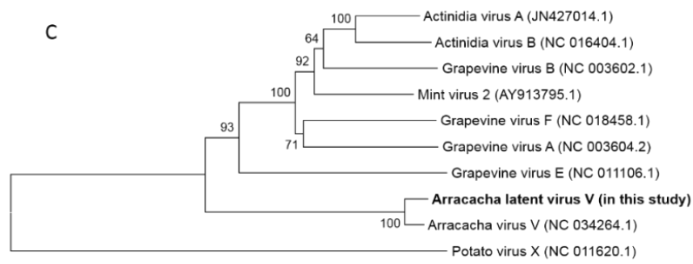 C
Actinidia virus A (JN427014.1)
100
Actinidia virus B (NC 016404.1)
64
Grapevine virus B (NC 003602.1)
92
Mint virus 2 (AY913795.1)
100
Grapevine virus F (NC 018458.1)
93
71
Grapevine virus A (NC 003604.2)
Grapevine virus E (NC 011106.1)
Arracacha latent virus V (in this study)
100
Arracacha virus V (NC 034264.1)
Potato virus X (NC 011620.1)